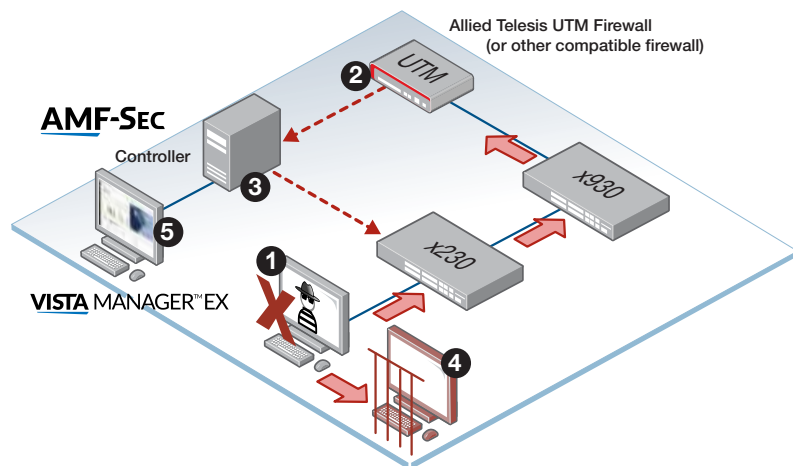 Allied Telesis UTM Firewall
(or other compatible firewall)
UTM
2
AMF-SEC
Controller
3
x930
5
x230
1
VISTA MANAGER™ EX
4